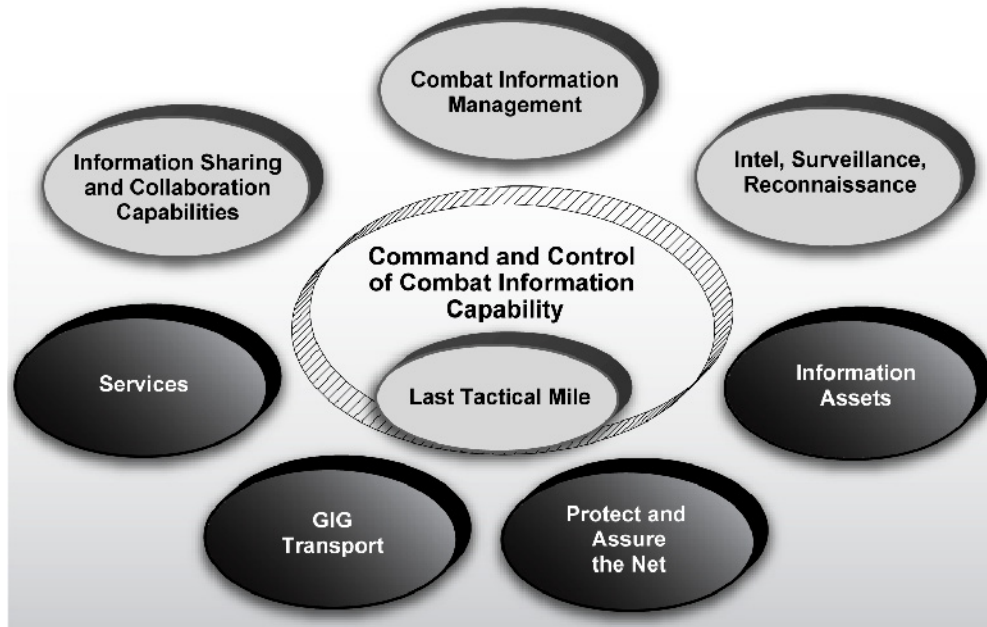 Combat Information
Management
Information Sharing
and Collaboration
Capabilities
Intel, Surveillance,
Reconnaissance
Command and Control
of Combat Information
Capability
Services
Last Tactical Mile
Information
Assets
GIG
Transport
Protect and
Assure
the Net